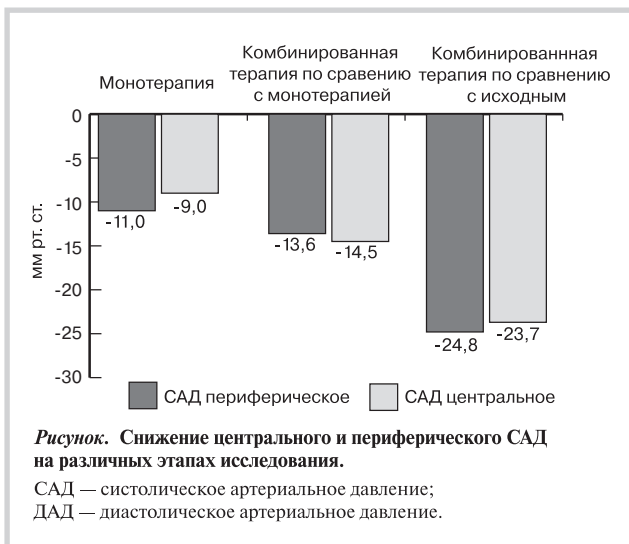 Монотерапия
Комбинированная
терапия по сравению
с монотерапией
Комбинированнная
терапия по сравнению
с исходным
мм рт. ст.
0
-5
-10
-15
-20
-25
-30
-11,0
-9,0
-13,6
-14,5
-24,8
-23,7
САД периферическое
САД центральное
Рисунок. Снижение центрального и периферического САД
на различных этапах исследования.
САД — систолическое артериальное давление;
ДАД — диастолическое артериальное давление.